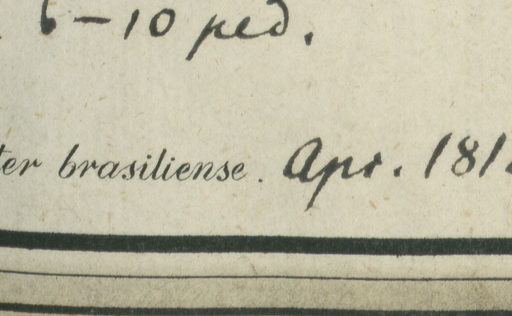 6-10 ped.
ter brasiliense. Apr. 181